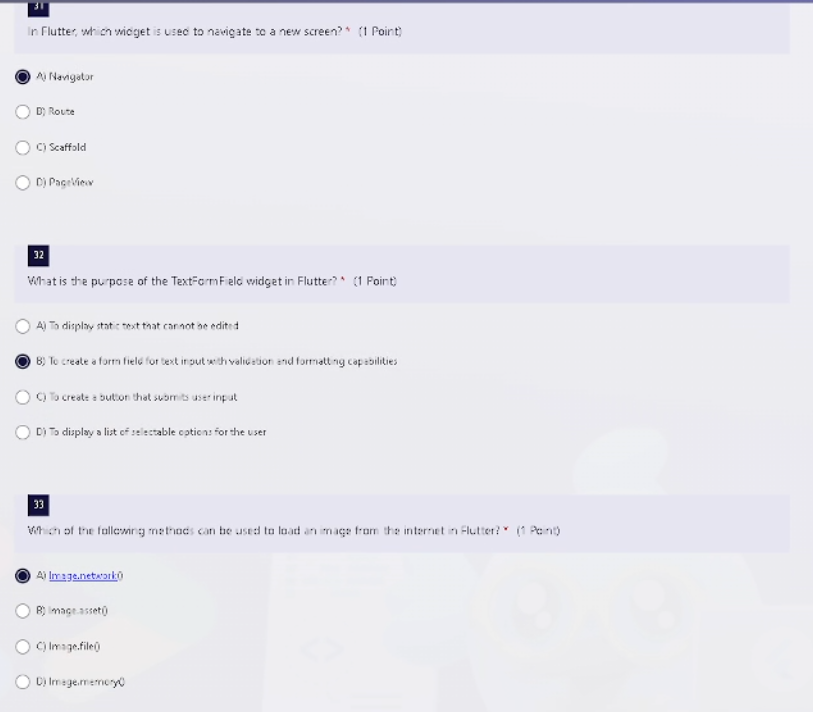 31
In Flutter, which widget is used to navigate to a new screen? * (1 Point)
A) Navigator
B) Route
C) Scaffold
D) PageView
32
What is the purpose of the TextFormField widget in Flutter? * (1 Point)
A) To display static text that cannot be edited
B) To create a form field for text input with validation and formatting capabilities
C) To create a button that submits user input
D) To display a list of selectable options for the user
33
Which of the following methods can be used to load an image from the internet in Flutter? * (1 Point)
A) Image.network()
B) Image.asset()
C) Image.file()
D) Image.memory()